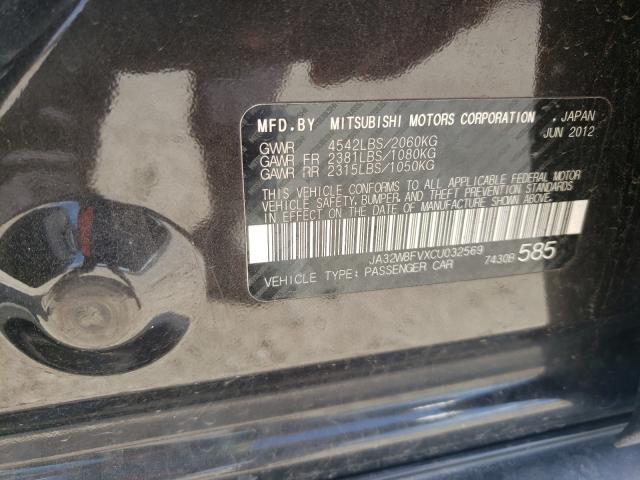 MFD.BY MITSUBISHI MOTORS CORPORATION, JAPAN
JUN 2012
GVWR 4542LBS/2060KG
GAWR FR 2381LBS/1080KG
GAWR RR 2315LBS/1050KG
THIS VEHICLE CONFORMS TO ALL APPLICABLE FEDERAL MOTOR
VEHICLE SAFETY, BUMPER, AND THEFT PREVENTION STANDARDS
IN EFFECT ON THE DATE OF MANUFACTURE SHOWN ABOVE.
JA32W8FVXCU032569
VEHICLE TYPE: PASSENGER CAR 7430B 585